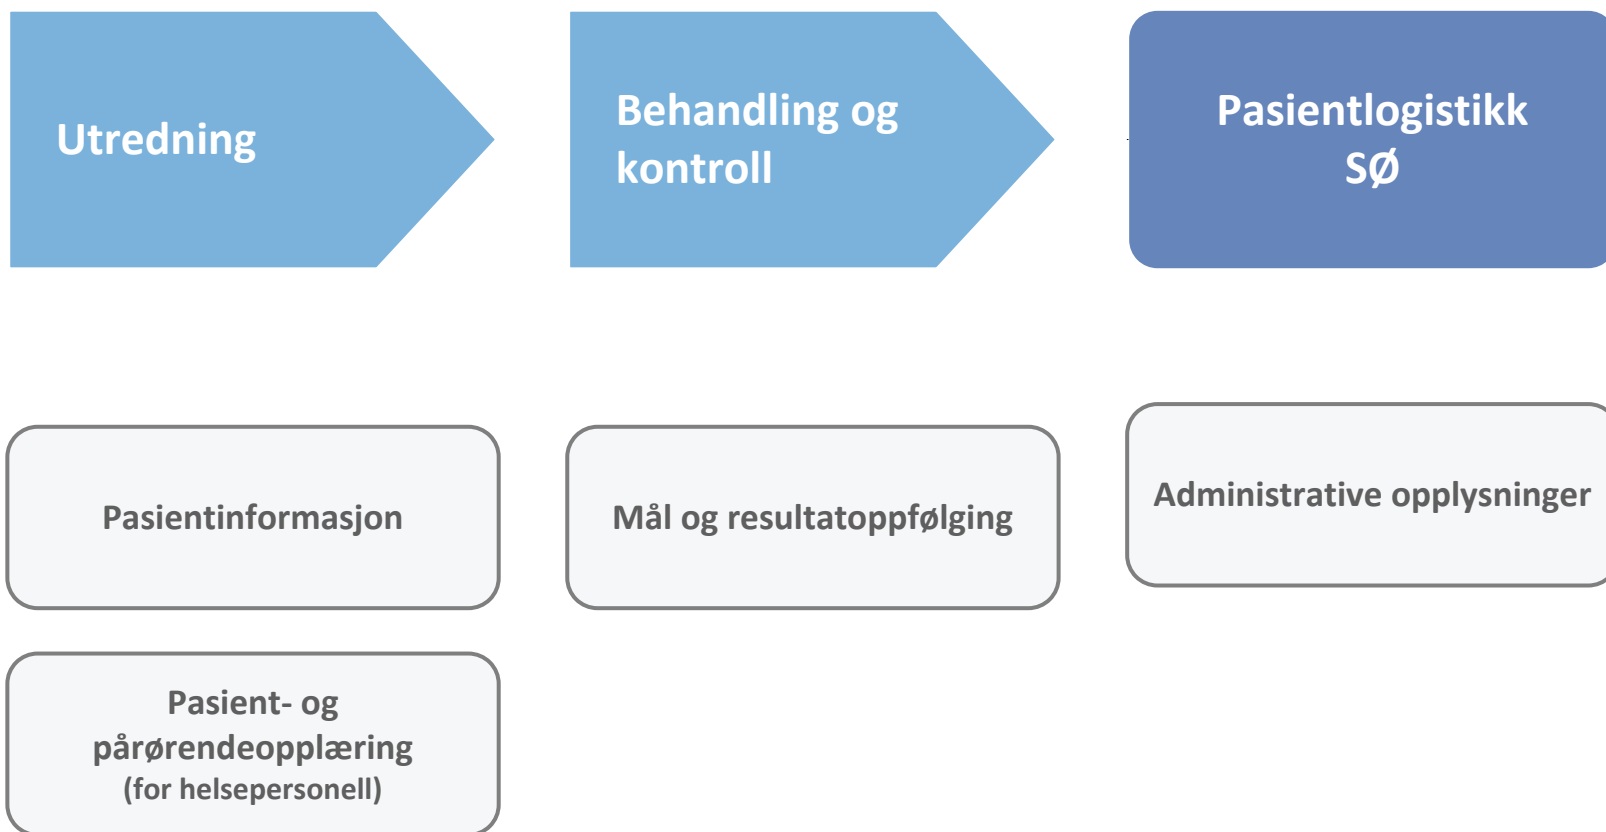 Utredning
Behandling og
kontroll
Pasientlogistikk
SØ
Pasientinformasjon
Mål og resultatoppfølging
Administrative opplysninger
Pasient- og
pårørendeopplæring
(for helsepersonell)